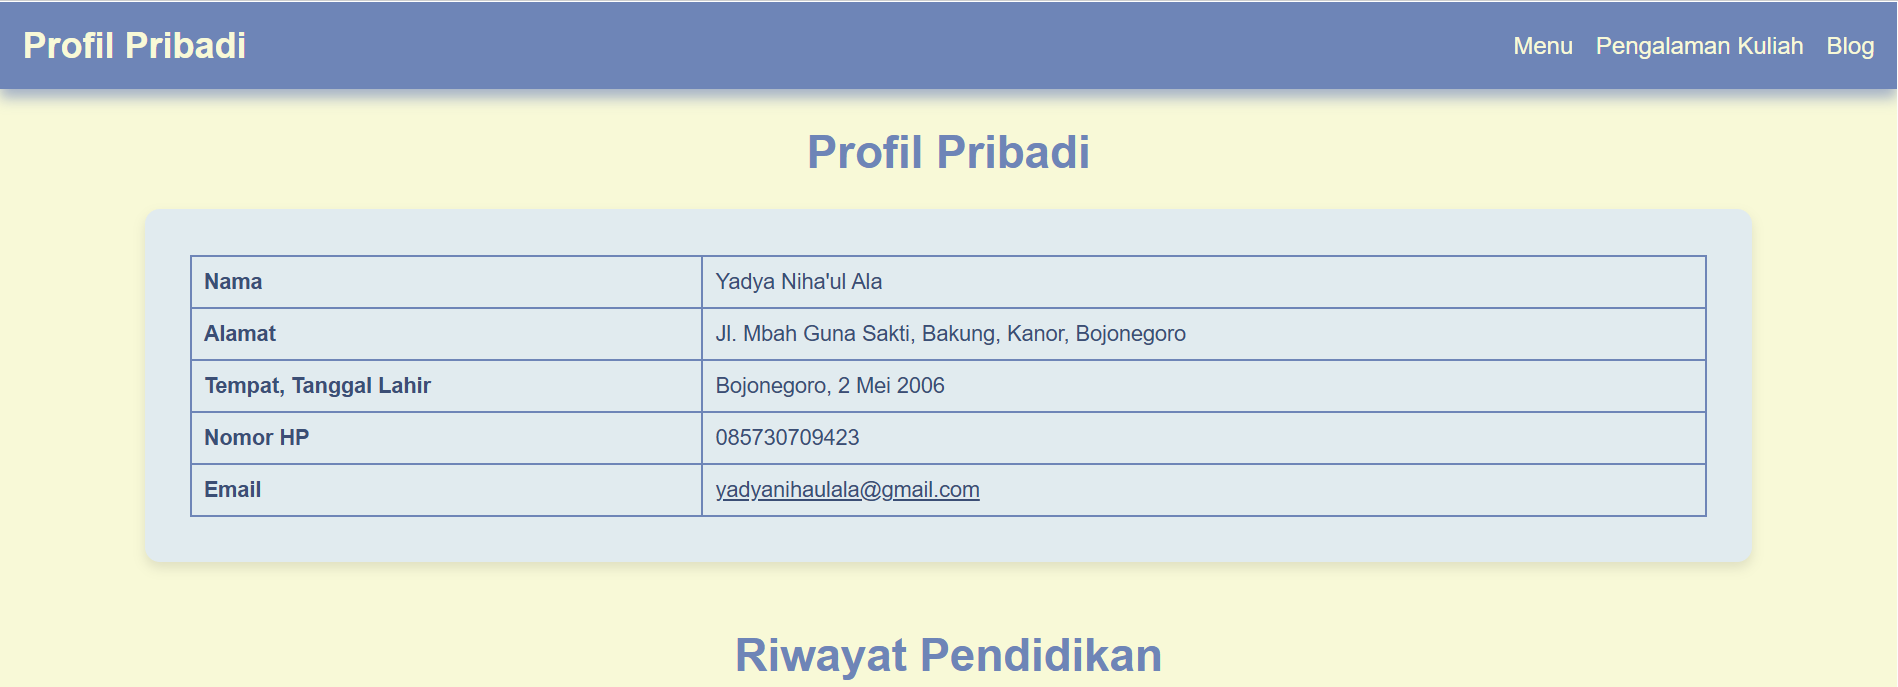 Profil Pribadi
Menu Pengalaman Kuliah Blog
Profil Pribadi
Nama Yadya Niha'ul Ala
Alamat Jl. Mbah Guna Sakti, Bakung, Kanor, Bojonegoro
Tempat, Tanggal Lahir Bojonegoro, 2 Mei 2006
Nomor HP 085730709423
Email yadyanihaulala@gmail.com
Riwayat Pendidikan